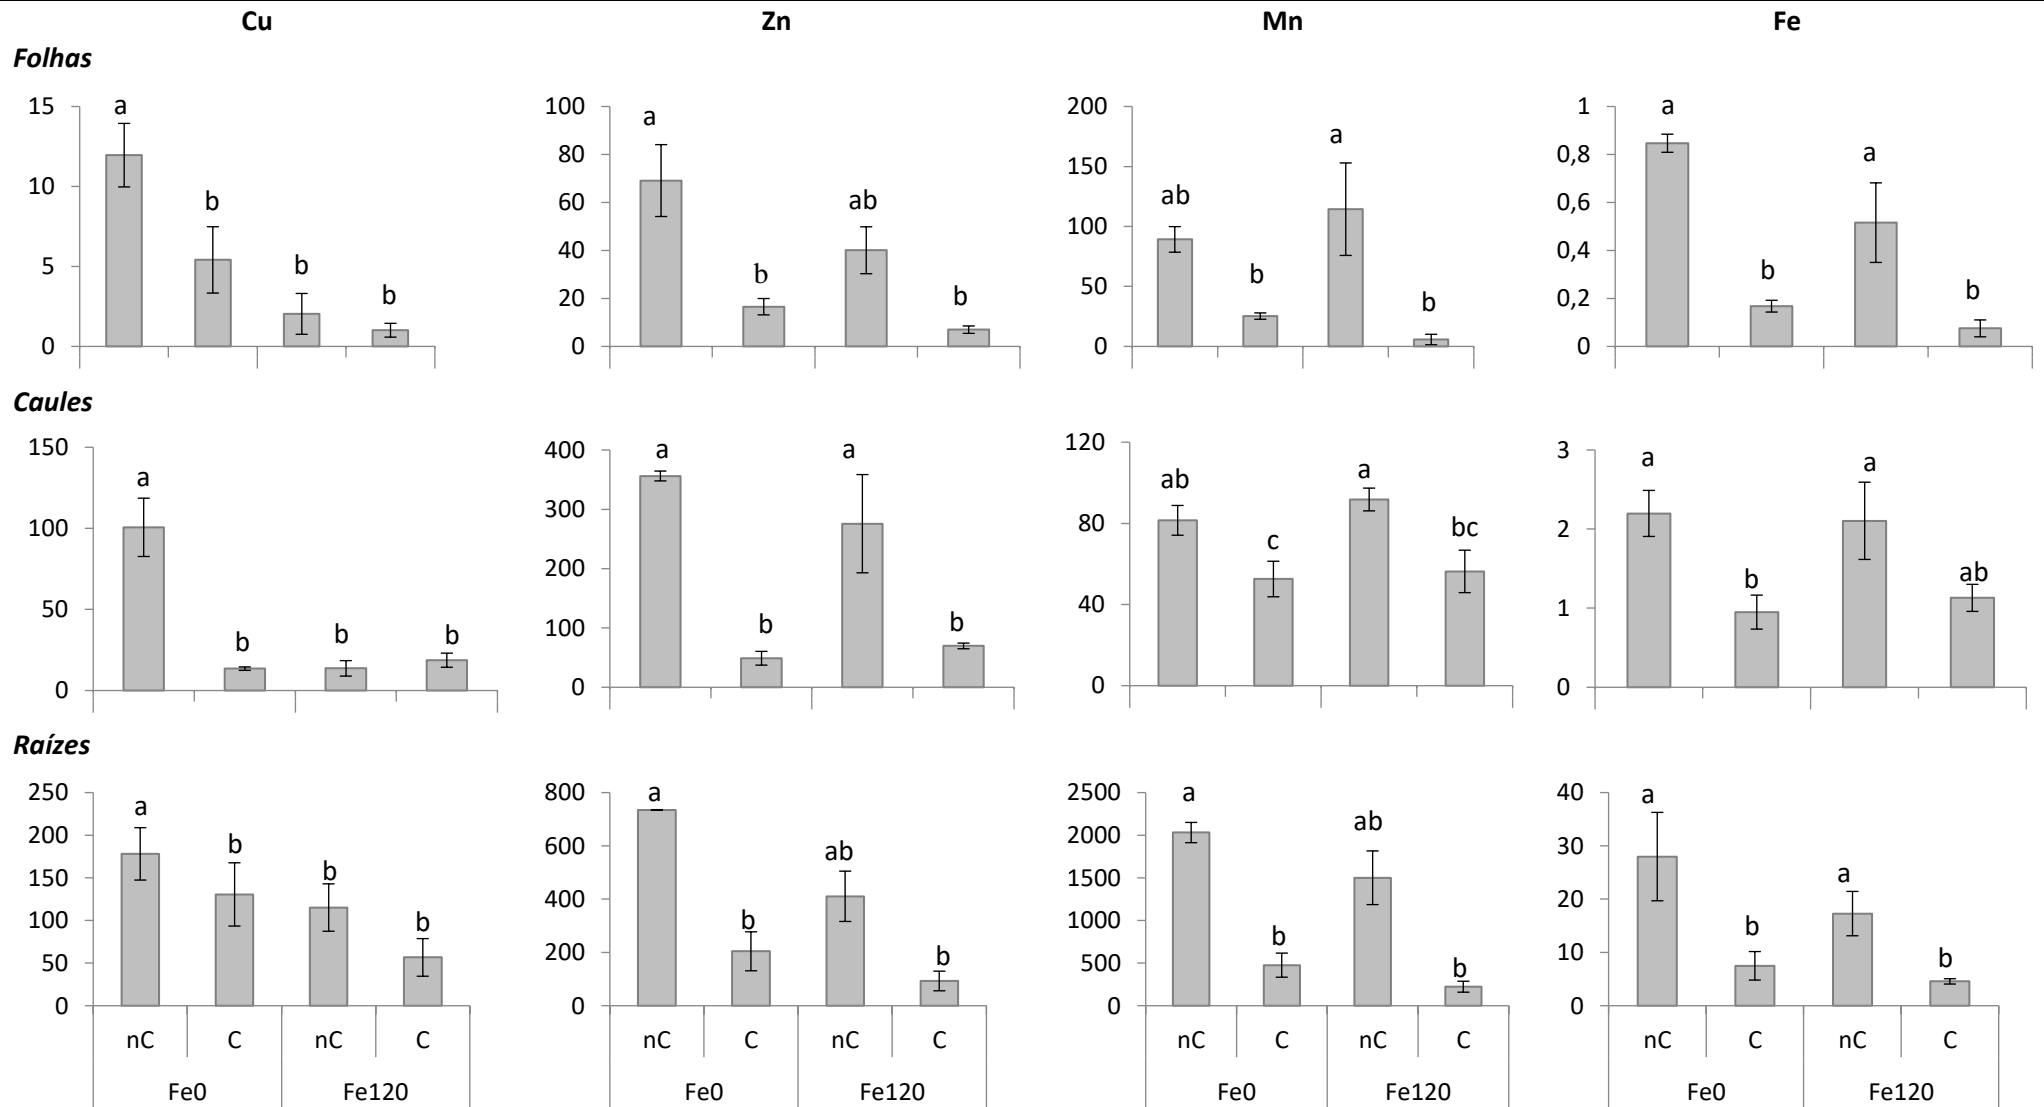 Cu Zn Mn Fe
Folhas
15 10 5 0 a b b b
100 80 60 40 20 0 a b ab b
200 150 100 50 0 ab b a b
1 0,8 0,6 0,4 0,2 0 a b a b
Caules
150 100 50 0 a b b b
400 300 200 100 0 a b a b
120 80 40 0 ab c a bc
3 2 1 0 a b a ab
Raízes
250 200 150 100 50 0 a b b b
800 600 400 200 0 a b ab b
2500 2000 1500 1000 500 0 a b ab b
40 30 20 10 0 a b a b
nC C nC C nC C nC C nC C nC C nC C nC C
Fe0 Fe120 Fe0 Fe120 Fe0 Fe120 Fe0 Fe120